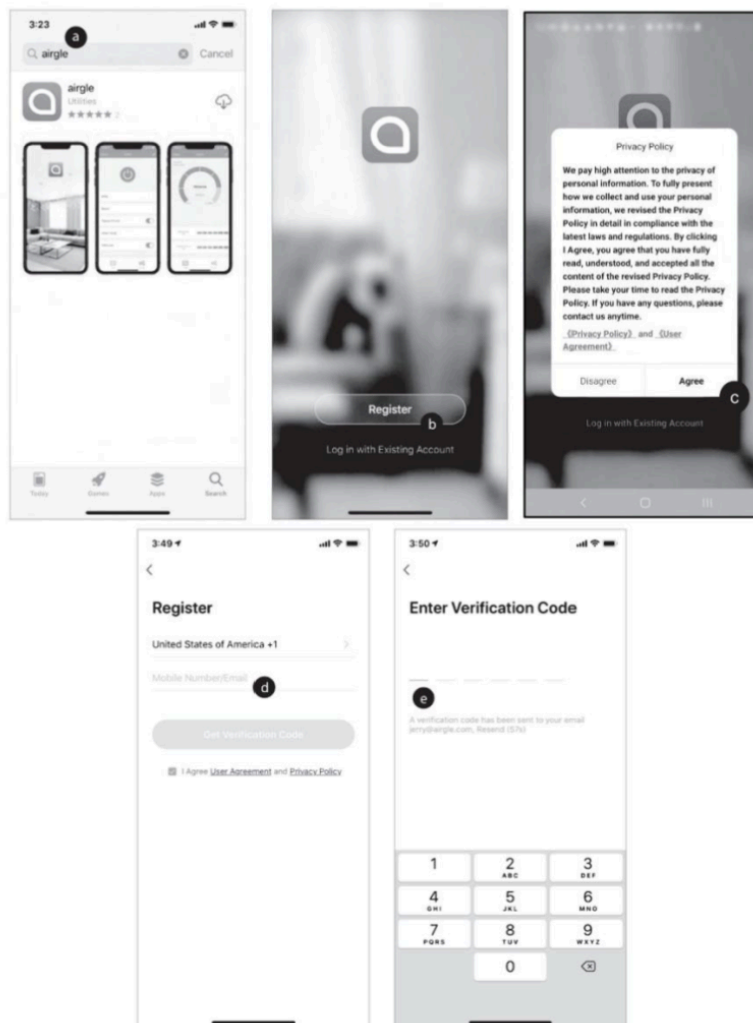 3:23
a
airgle
Cancel
airgle
Utilities
Today
Games
Apps
Search
Register
b
Log in with Existing Account
Privacy Policy
We pay high attention to the privacy of
personal information. To fully present
how we collect and use your personal
information, we revised the Privacy
Policy in detail in compliance with the
latest laws and regulations. By clicking
I Agree, you agree that you have fully
read, understood, and accepted all the
content of the revised Privacy Policy.
Please take your time to read the Privacy
Policy. If you have any questions, please
contact us anytime.
《Privacy Policy》 and 《User
Agreement》
Disagree
Agree
c
Log in with Existing Account
3:49
Register
United States of America +1
Mobile Number/Email
d
Get Verification Code
I Agree User Agreement and Privacy Policy
3:50
Enter Verification Code
e
A verification code has been sent to your email
jerry@airgle.com, Resend (57s)
1
2
ABC
3
DEF
4
GHI
5
JKL
6
MNO
7
PQRS
8
TUV
9
WXYZ
0